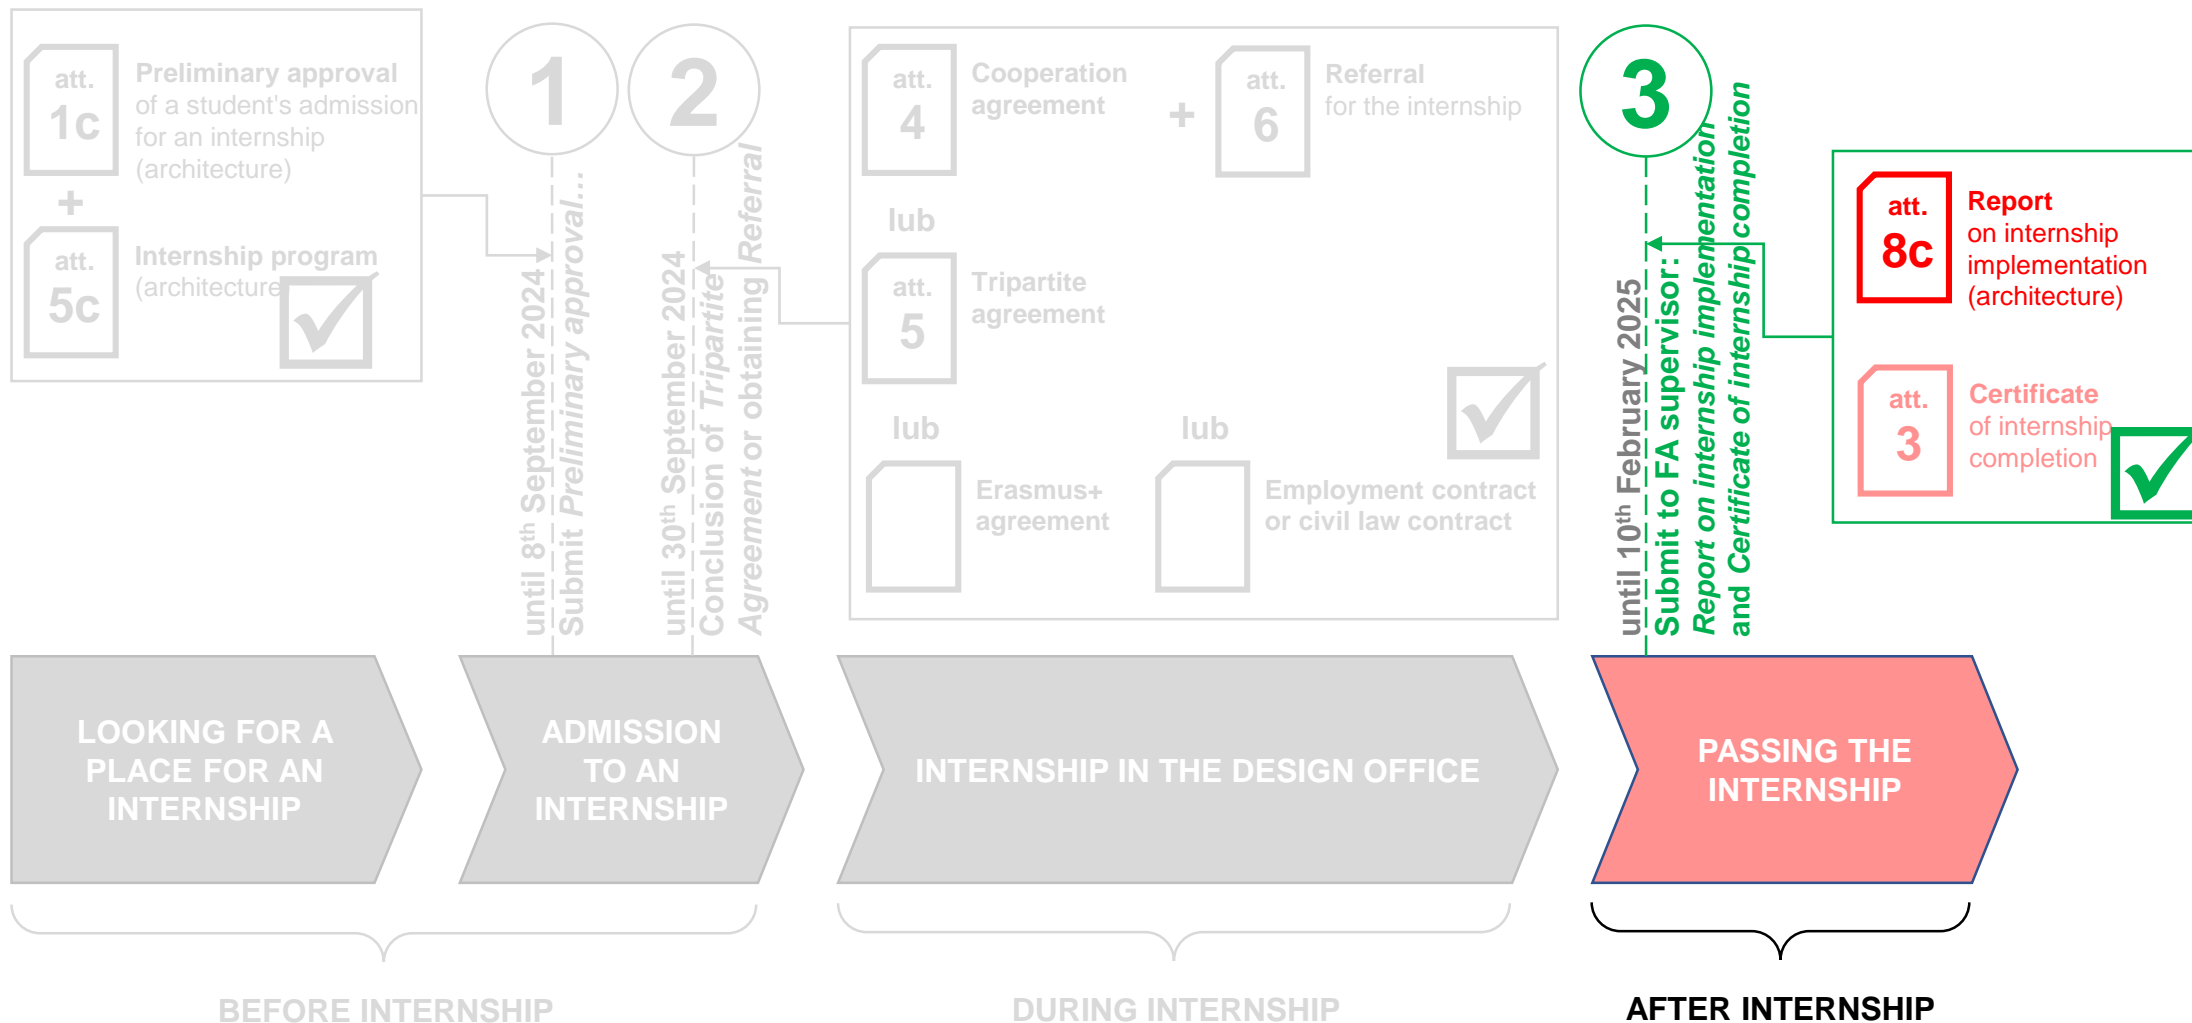 att.
1c
Preliminary approval
of a student's admission
for an internship
(architecture)
+
att.
5c
Internship program
(architecture
1
2
until 8th September 2024
Submit Preliminary approval...
until 30th September 2024
Conclusion of Tripartite
Agreement or obtaining Referral
att.
4
Cooperation
agreement
+
att.
6
Referral
for the internship
lub
att.
5
Tripartite
agreement
lub
Erasmus+
agreement
lub
Employment contract
or civil law contract
3
until 10th February 2025
Submit to FA supervisor:
Report on internship implementation
and Certificate of internship completion
att.
8c
Report
on internship
implementation
(architecture)
att.
3
Certificate
of internship
completion
LOOKING FOR A
PLACE FOR AN
INTERNSHIP
ADMISSION
TO AN
INTERNSHIP
INTERNSHIP IN THE DESIGN OFFICE
PASSING THE
INTERNSHIP
BEFORE INTERNSHIP
DURING INTERNSHIP
AFTER INTERNSHIP